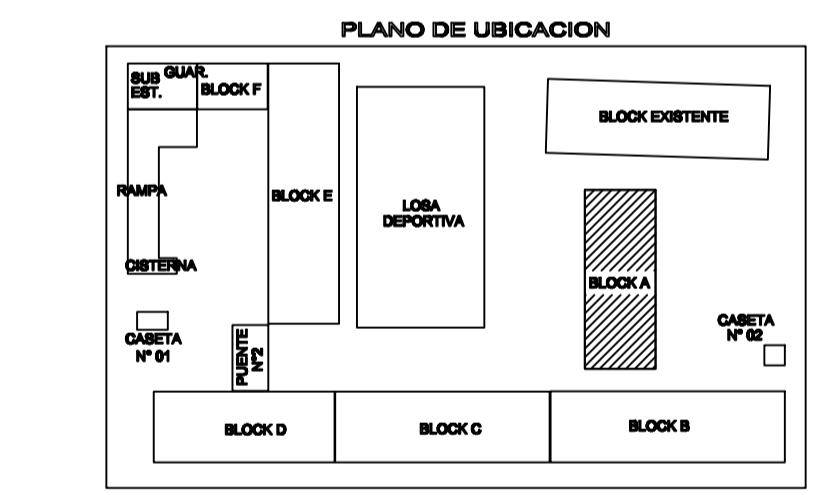 PLANO DE UBICACION
SUB
EST.
GUAR.
BLOCK F
BLOCK EXISTENTE
RAMPA
BLOCK E
LOSA
DEPORTIVA
CISTERNA
BLOCK A
CASETA
N° 01
PUENTE
N°2
CASETA
N° 02
BLOCK D
BLOCK C
BLOCK B